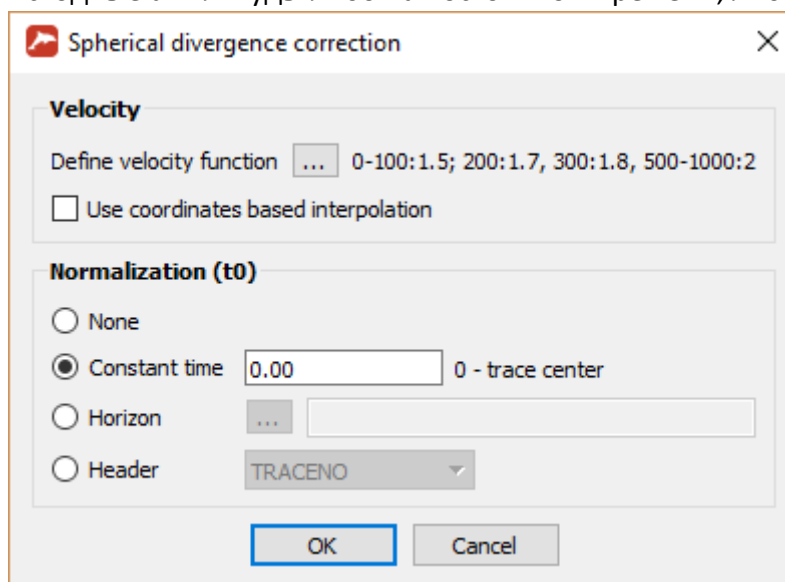 Spherical divergence correction
Velocity
Define velocity function ... 0-100:1.5; 200:1.7, 300:1.8, 500-1000:2
Use coordinates based interpolation
Normalization (t0)
None
Constant time 0.00 0 - trace center
Horizon ...
Header TRACENO
OK Cancel